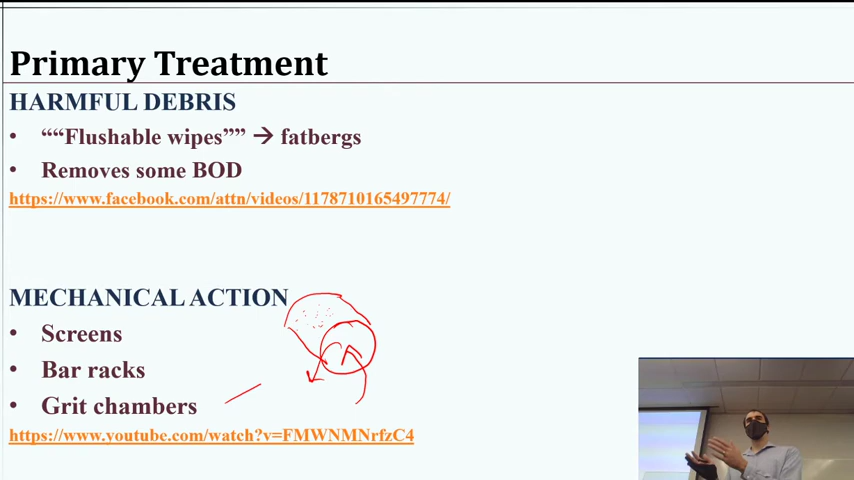 Primary Treatment
HARMFUL DEBRIS
• ““Flushable wipes”” → fatbergs
• Removes some BOD
https://www.facebook.com/attn/videos/1178710165497774/
MECHANICAL ACTION
• Screens
• Bar racks
• Grit chambers
https://www.youtube.com/watch?v=FMWNMNrfzC4